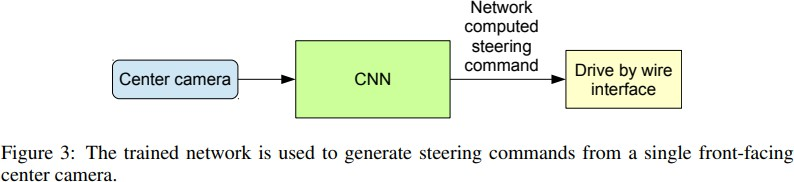 Network
computed
steering
command
Center camera
CNN
Drive by wire
interface
Figure 3: The trained network is used to generate steering commands from a single front-facing
center camera.